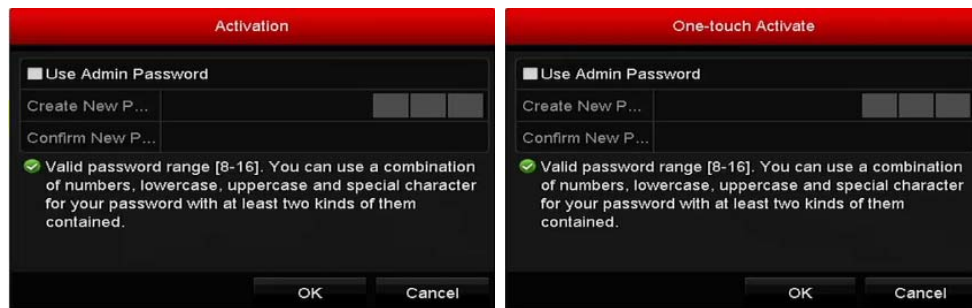 Activation
Use Admin Password
Create New P...
Confirm New P...
Valid password range [8-16]. You can use a combination
of numbers, lowercase, uppercase and special character
for your password with at least two kinds of them
contained.
OK Cancel
One-touch Activate
Use Admin Password
Create New P...
Confirm New P...
Valid password range [8-16]. You can use a combination
of numbers, lowercase, uppercase and special character
for your password with at least two kinds of them
contained.
OK Cancel